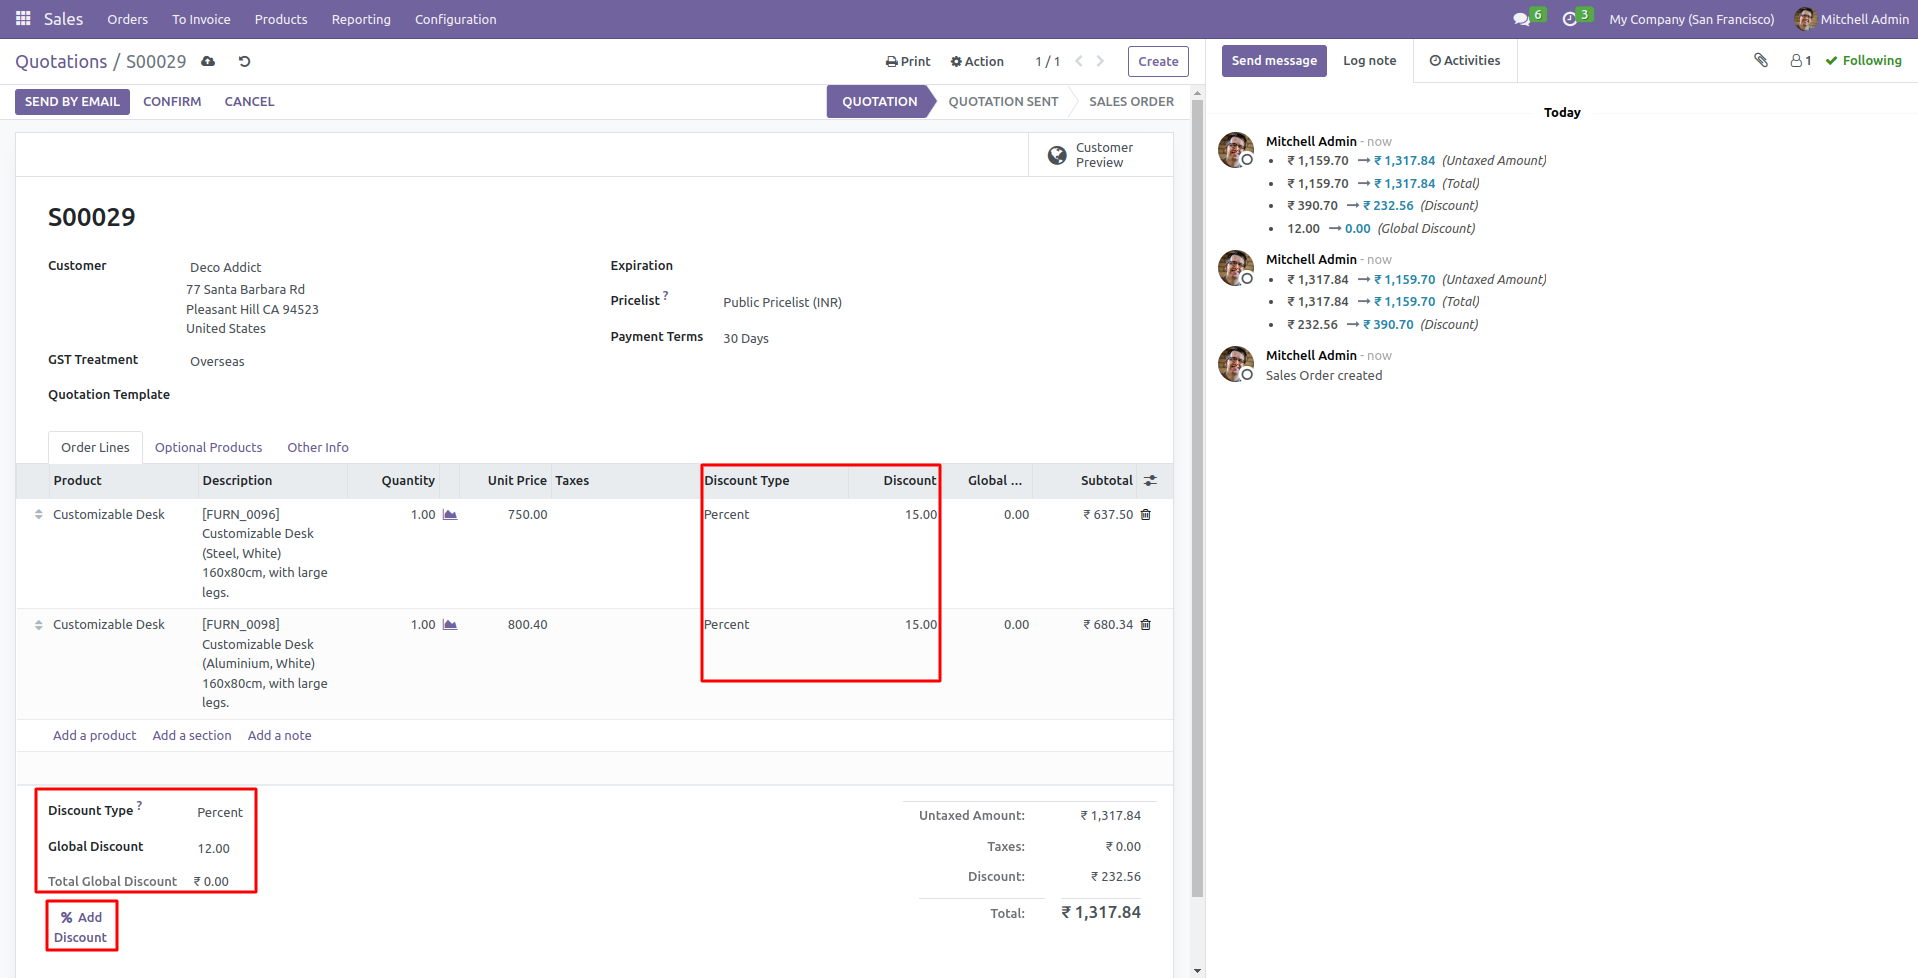 Sales Orders To Invoice Products Reporting Configuration 6 3 My Company (San Francisco) Mitchell Admin
Quotations / S00029 Print Action 1 / 1 Create
SEND BY EMAIL CONFIRM CANCEL QUOTATION QUOTATION SENT SALES ORDER
Customer
Preview
S00029
Customer Deco Addict
77 Santa Barbara Rd
Pleasant Hill CA 94523
United States
GST Treatment Overseas
Quotation Template
Expiration
Pricelist ? Public Pricelist (INR)
Payment Terms 30 Days
Order Lines Optional Products Other Info
Product Description Quantity Unit Price Taxes Discount Type Discount Global ... Subtotal
Customizable Desk [FURN_0096] 1.00 750.00 Percent 15.00 0.00 ₹ 637.50
Customizable Desk
(Steel, White)
160x80cm, with large
legs.
Customizable Desk [FURN_0098] 1.00 800.40 Percent 15.00 0.00 ₹ 680.34
Customizable Desk
(Aluminium, White)
160x80cm, with large
legs.
Add a product Add a section Add a note
Discount Type ? Percent
Global Discount 12.00
Total Global Discount ₹ 0.00
% Add
Discount
Untaxed Amount: ₹ 1,317.84
Taxes: ₹ 0.00
Discount: ₹ 232.56
Total: ₹ 1,317.84
Send message Log note Activities 1 Following
Today
Mitchell Admin - now
• ₹ 1,159.70 → ₹ 1,317.84 (Untaxed Amount)
• ₹ 1,159.70 → ₹ 1,317.84 (Total)
• ₹ 390.70 → ₹ 232.56 (Discount)
• 12.00 → 0.00 (Global Discount)
Mitchell Admin - now
• ₹ 1,317.84 → ₹ 1,159.70 (Untaxed Amount)
• ₹ 1,317.84 → ₹ 1,159.70 (Total)
• ₹ 232.56 → ₹ 390.70 (Discount)
Mitchell Admin - now
Sales Order created